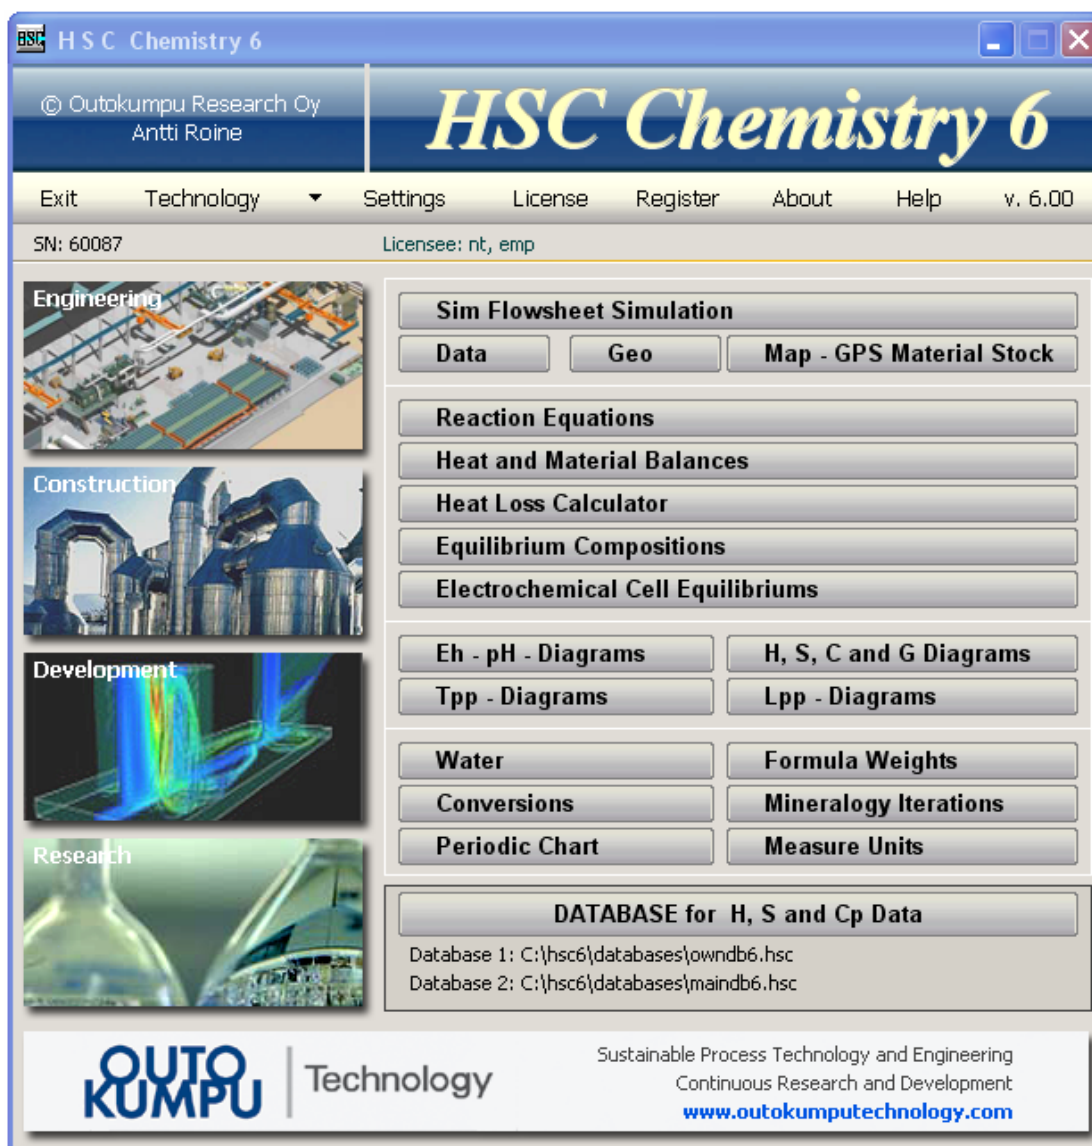 HSC
H S C Chemistry 6
© Outokumpu Research Oy
Antti Roine
HSC Chemistry 6
Exit Technology Settings License Register About Help v. 6.00
SN: 60087 Licensee: nt, emp
Engineering
Construction
Development
Research
Sim Flowsheet Simulation
Data Geo Map - GPS Material Stock
Reaction Equations
Heat and Material Balances
Heat Loss Calculator
Equilibrium Compositions
Electrochemical Cell Equilibriums
Eh - pH - Diagrams H, S, C and G Diagrams
Tpp - Diagrams Lpp - Diagrams
Water Formula Weights
Conversions Mineralogy Iterations
Periodic Chart Measure Units
DATABASE for H, S and Cp Data
Database 1: C:\hsc6\databases\owndb6.hsc
Database 2: C:\hsc6\databases\maindb6.hsc
OUTO
KUMPU
Technology
Sustainable Process Technology and Engineering
Continuous Research and Development
www.outokumputechnology.com